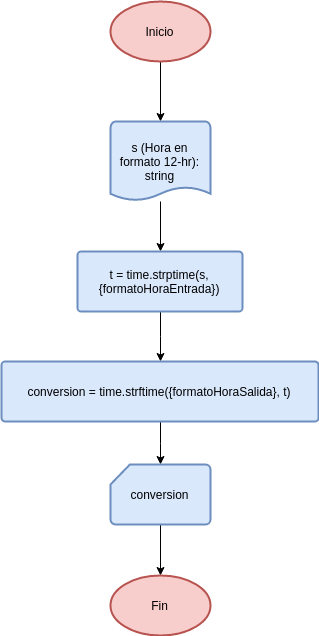 Inicio
s (Hora en
formato 12-hr):
string
t = time.strptime(s,
{formatoHoraEntrada})
conversion = time.strftime({formatoHoraSalida}, t)
conversion
Fin